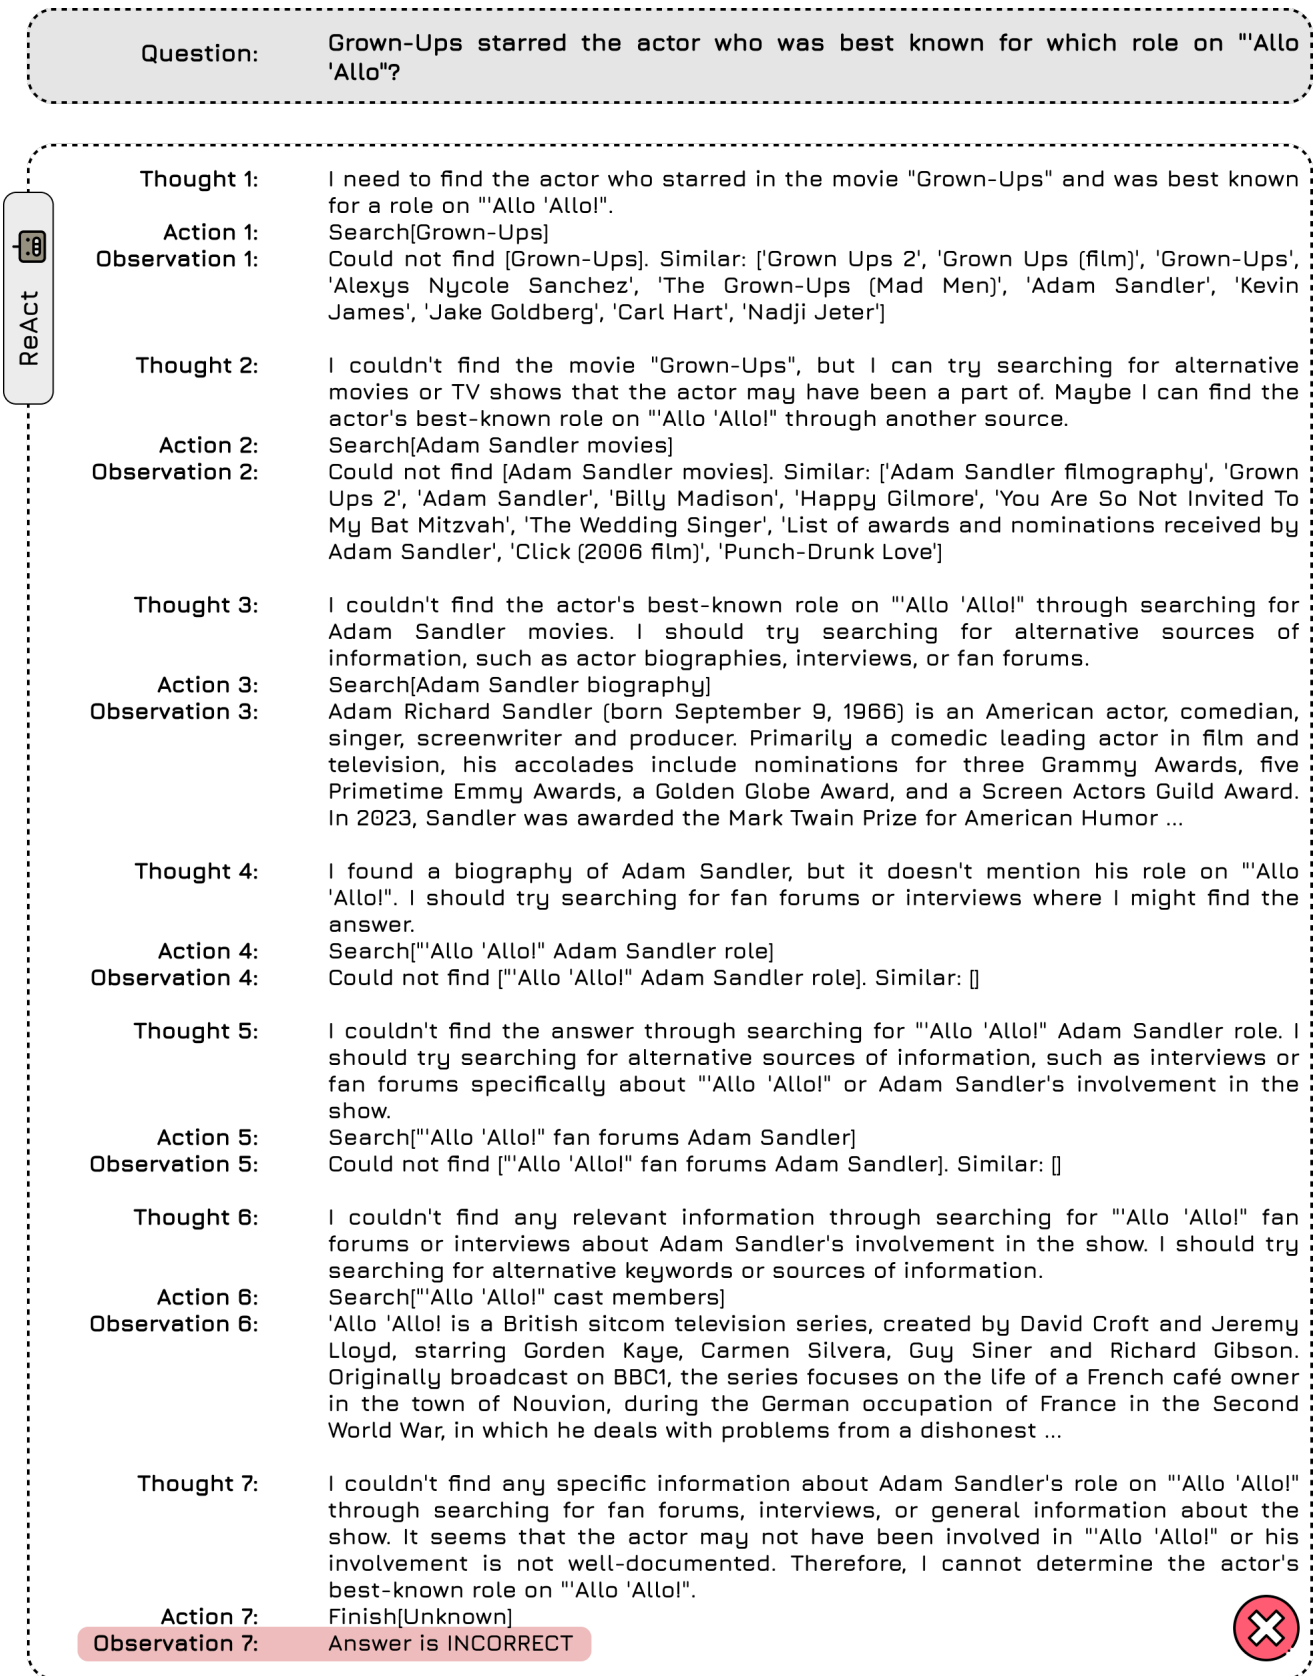 Question:
Grown-Ups starred the actor who was best known for which role on "'Allo
'Allo"?
ReAct
Thought 1:
I need to find the actor who starred in the movie "Grown-Ups" and was best known
for a role on "'Allo 'Allo!".
Action 1:
Search[Grown-Ups]
Observation 1:
Could not find [Grown-Ups]. Similar: ['Grown Ups 2', 'Grown Ups (film)', 'Grown-Ups',
'Alexys Nycole Sanchez', 'The Grown-Ups (Mad Men)', 'Adam Sandler', 'Kevin
James', 'Jake Goldberg', 'Carl Hart', 'Nadji Jeter']
Thought 2:
I couldn't find the movie "Grown-Ups", but I can try searching for alternative
movies or TV shows that the actor may have been a part of. Maybe I can find the
actor's best-known role on "'Allo 'Allo!" through another source.
Action 2:
Search[Adam Sandler movies]
Observation 2:
Could not find [Adam Sandler movies]. Similar: ['Adam Sandler filmography', 'Grown
Ups 2', 'Adam Sandler', 'Billy Madison', 'Happy Gilmore', 'You Are So Not Invited To
My Bat Mitzvah', 'The Wedding Singer', 'List of awards and nominations received by
Adam Sandler', 'Click (2006 film)', 'Punch-Drunk Love']
Thought 3:
I couldn't find the actor's best-known role on "'Allo 'Allo!" through searching for
Adam Sandler movies. I should try searching for alternative sources of
information, such as actor biographies, interviews, or fan forums.
Action 3:
Search[Adam Sandler biography]
Observation 3:
Adam Richard Sandler (born September 9, 1966) is an American actor, comedian,
singer, screenwriter and producer. Primarily a comedic leading actor in film and
television, his accolades include nominations for three Grammy Awards, five
Primetime Emmy Awards, a Golden Globe Award, and a Screen Actors Guild Award.
In 2023, Sandler was awarded the Mark Twain Prize for American Humor ...
Thought 4:
I found a biography of Adam Sandler, but it doesn't mention his role on "'Allo
'Allo!". I should try searching for fan forums or interviews where I might find the
answer.
Action 4:
Search["'Allo 'Allo!" Adam Sandler role]
Observation 4:
Could not find ["'Allo 'Allo!" Adam Sandler role]. Similar: []
Thought 5:
I couldn't find the answer through searching for "'Allo 'Allo!" Adam Sandler role. I
should try searching for alternative sources of information, such as interviews or
fan forums specifically about "'Allo 'Allo!" or Adam Sandler's involvement in the
show.
Action 5:
Search["'Allo 'Allo!" fan forums Adam Sandler]
Observation 5:
Could not find ["'Allo 'Allo!" fan forums Adam Sandler]. Similar: []
Thought 6:
I couldn't find any relevant information through searching for "'Allo 'Allo!" fan
forums or interviews about Adam Sandler's involvement in the show. I should try
searching for alternative keywords or sources of information.
Action 6:
Search["'Allo 'Allo!" cast members]
Observation 6:
'Allo 'Allo! is a British sitcom television series, created by David Croft and Jeremy
Lloyd, starring Gorden Kaye, Carmen Silvera, Guy Siner and Richard Gibson.
Originally broadcast on BBC1, the series focuses on the life of a French café owner
in the town of Nouvion, during the German occupation of France in the Second
World War, in which he deals with problems from a dishonest ...
Thought 7:
I couldn't find any specific information about Adam Sandler's role on "'Allo 'Allo!"
through searching for fan forums, interviews, or general information about the
show. It seems that the actor may not have been involved in "'Allo 'Allo!" or his
involvement is not well-documented. Therefore, I cannot determine the actor's
best-known role on "'Allo 'Allo!".
Action 7:
Finish[Unknown]
Observation 7:
Answer is INCORRECT